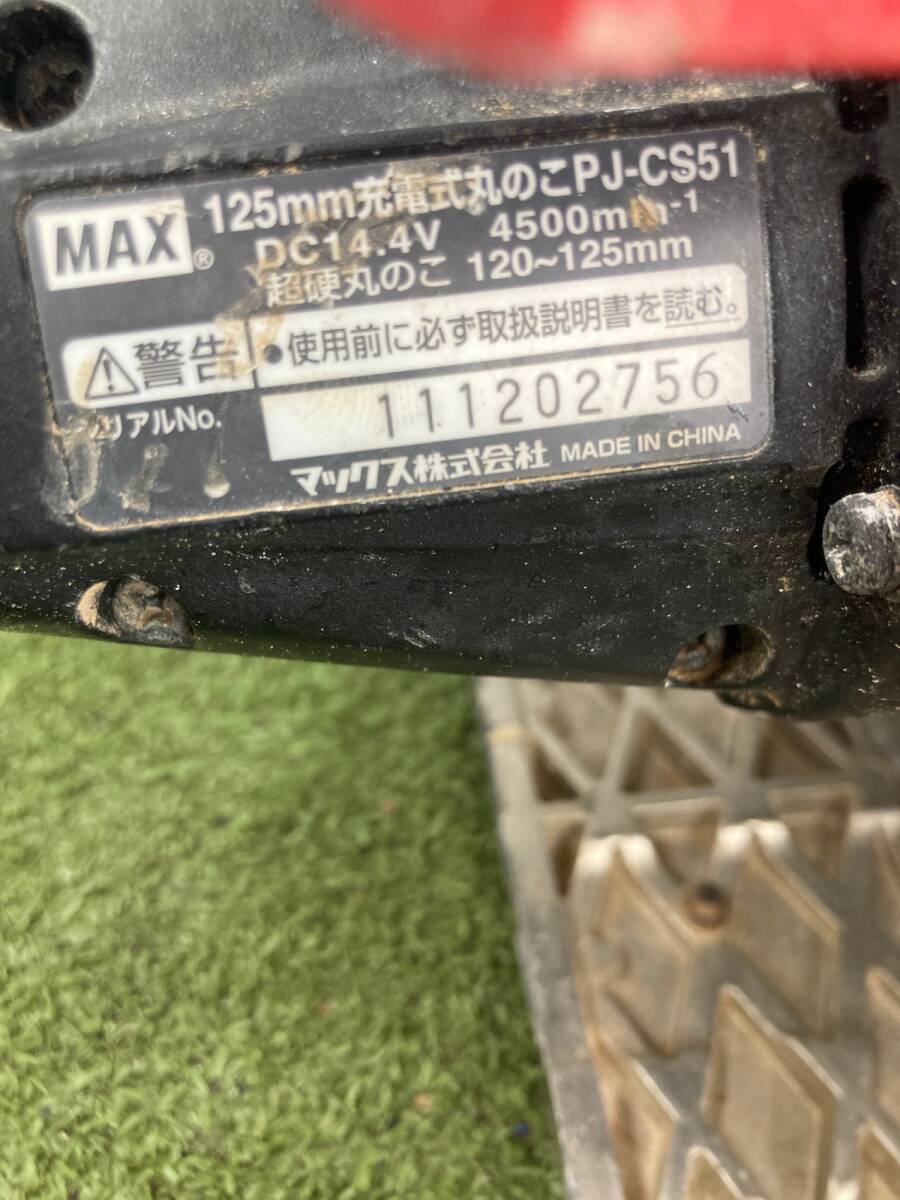 MAX®
125mm充電式丸のこPJ-CS51
DC14.4V 4500min-1
超硬丸のこ 120~125mm
⚠警告 ●使用前に必ず取扱説明書を読む。
シリアルNo. 111202756
マックス株式会社 MADE IN CHINA